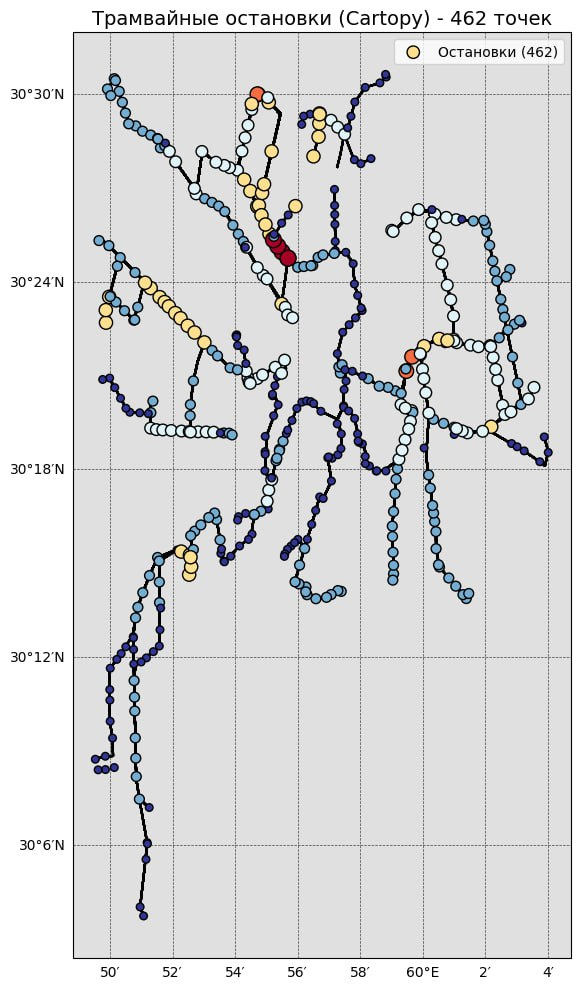 Трамвайные остановки (Cartopy) - 462 точек
Остановки (462)
30°30′N
30°24′N
30°18′N
30°12′N
30°6′N
50′ 52′ 54′ 56′ 58′ 60°E 2′ 4′